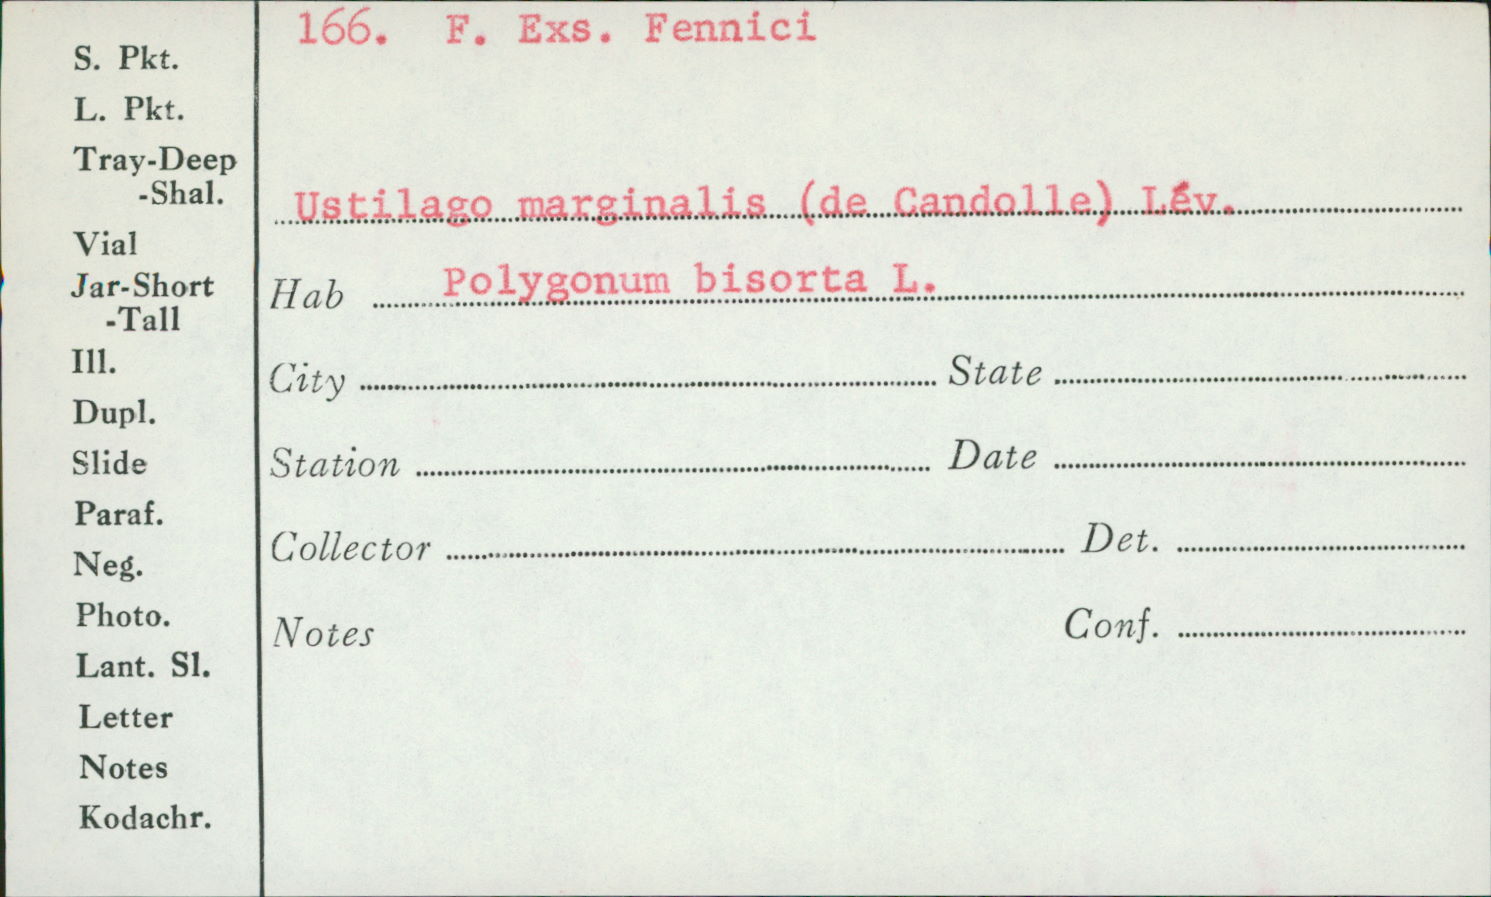 166. F. Exs. Fennici
S. Pkt.
L. Pkt.
Tray-Deep
-Shal.
Vial
Jar-Short
-Tall
Ill.
Dupl.
Slide
Paraf.
Neg.
Photo.
Lant. Sl.
Letter
Notes
Kodachr.
Ustilago marginalis (de Candolle) Lév.
Hab Polygonum bisorta L.
City State
Station Date
Collector Det.
Notes Conf.